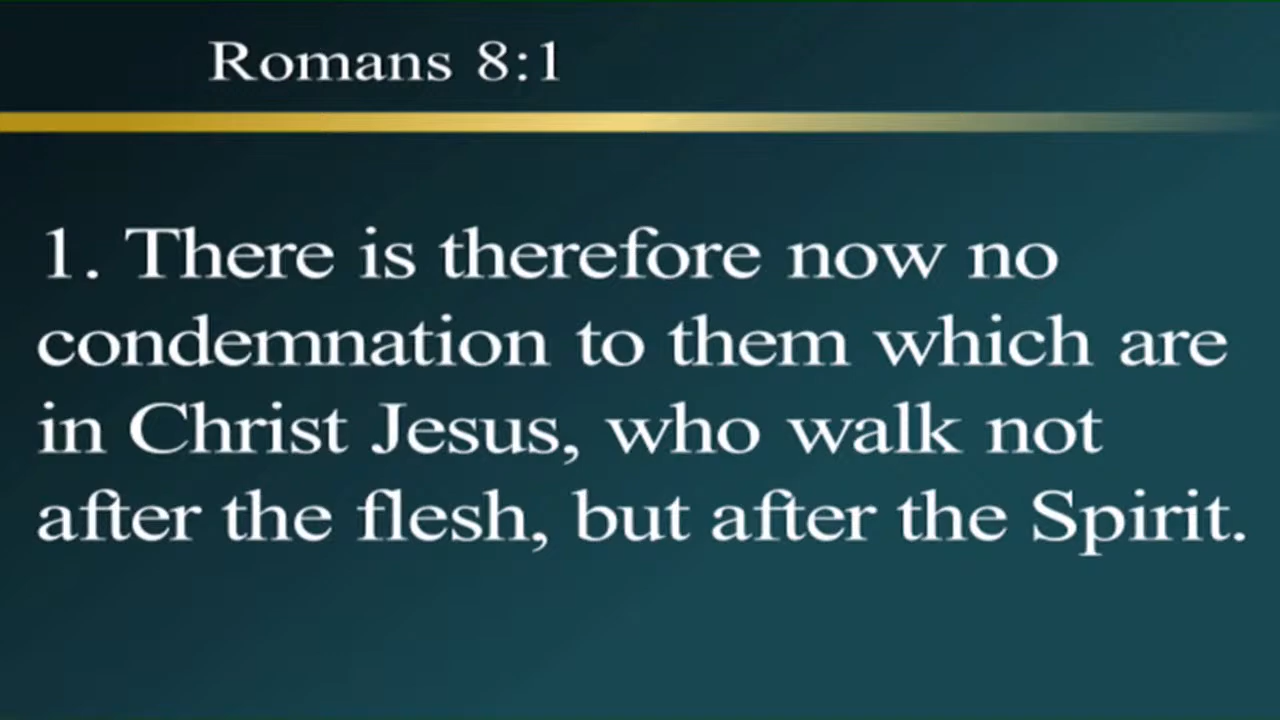 Romans 8:1
1. There is therefore now no
condemnation to them which are
in Christ Jesus, who walk not
after the flesh, but after the Spirit.